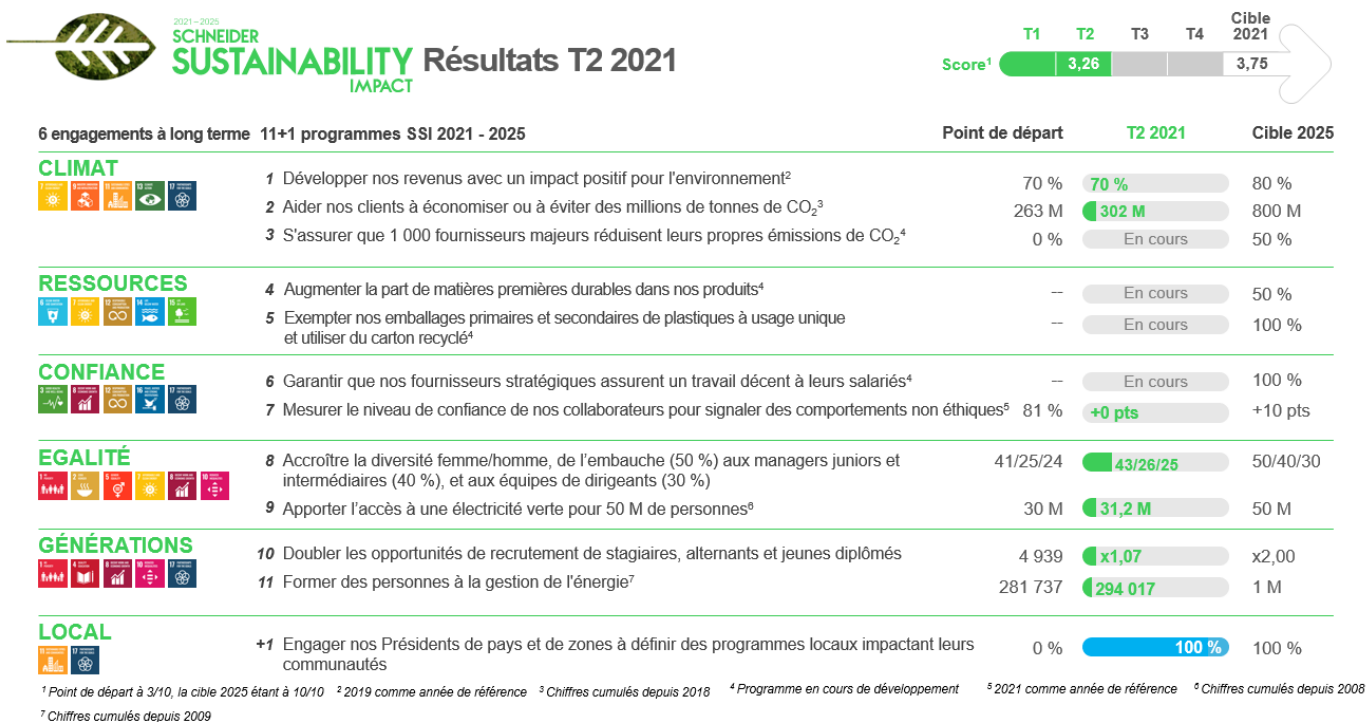 2021–2025
SCHNEIDER
SUSTAINABILITY
IMPACT
Résultats T2 2021
T1 T2 T3 T4 Cible 2021
Score¹ 3,26 3,75
6 engagements à long terme 11+1 programmes SSI 2021 - 2025 Point de départ T2 2021 Cible 2025
CLIMAT
1 Développer nos revenus avec un impact positif pour l'environnement² 70 % 70 % 80 %
2 Aider nos clients à économiser ou à éviter des millions de tonnes de CO₂³ 263 M 302 M 800 M
3 S'assurer que 1 000 fournisseurs majeurs réduisent leurs propres émissions de CO₂⁴ 0 % En cours 50 %
RESSOURCES
4 Augmenter la part de matières premières durables dans nos produits⁴ -- En cours 50 %
5 Exempter nos emballages primaires et secondaires de plastiques à usage unique
et utiliser du carton recyclé⁴ -- En cours 100 %
CONFIANCE
6 Garantir que nos fournisseurs stratégiques assurent un travail décent à leurs salariés⁴ -- En cours 100 %
7 Mesurer le niveau de confiance de nos collaborateurs pour signaler des comportements non éthiques⁵ 81 % +0 pts +10 pts
EGALITÉ
8 Accroître la diversité femme/homme, de l'embauche (50 %) aux managers juniors et
intermédiaires (40 %), et aux équipes de dirigeants (30 %) 41/25/24 43/26/25 50/40/30
9 Apporter l'accès à une électricité verte pour 50 M de personnes⁶ 30 M 31,2 M 50 M
GÉNÉRATIONS
10 Doubler les opportunités de recrutement de stagiaires, alternants et jeunes diplômés 4 939 x1,07 x2,00
11 Former des personnes à la gestion de l'énergie⁷ 281 737 294 017 1 M
LOCAL
+1 Engager nos Présidents de pays et de zones à définir des programmes locaux impactant leurs
communautés 0 % 100 % 100 %
¹ Point de départ à 3/10, la cible 2025 étant à 10/10 ² 2019 comme année de référence ³ Chiffres cumulés depuis 2018 ⁴ Programme en cours de développement ⁵ 2021 comme année de référence ⁶ Chiffres cumulés depuis 2008
⁷ Chiffres cumulés depuis 2009